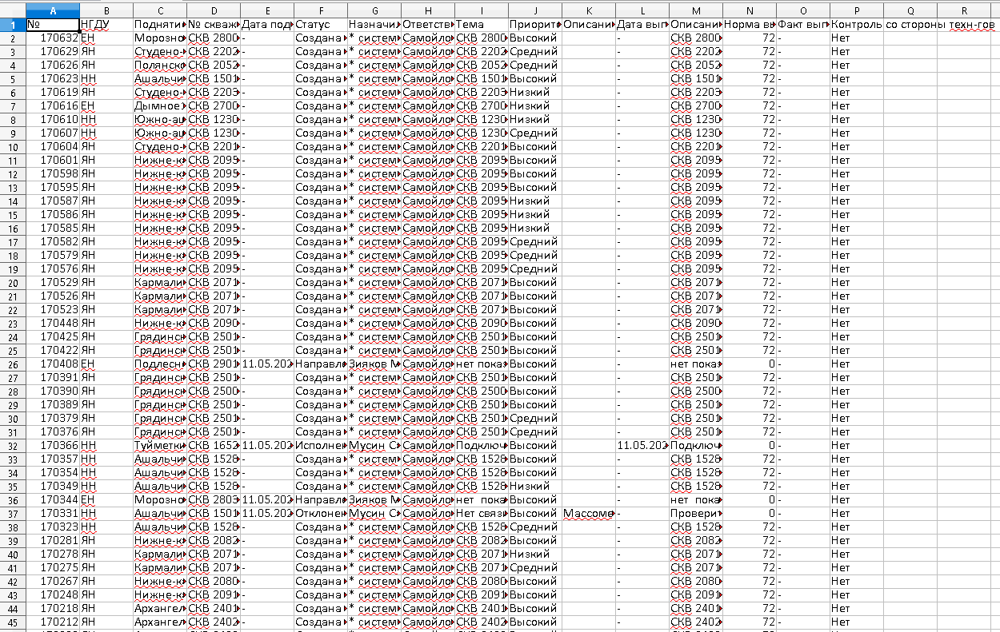 A B C D E F G H I J K L M N O P Q R
1 № НГДУ Подняти № скваж Дата под Статус Назначи Ответств Тема Приорите Описани Дата вып Описани Норма вы Факт вып Контроль со стороны техн-гов
2 170632 ЕН Морозно СКВ 2800 - Создана * систем Самойло СКВ 2800 Высокий - СКВ 2800 72 - Нет
3 170629 ЯН Студено- СКВ 2202 - Создана * систем Самойло СКВ 2202 Средний - СКВ 2202 72 - Нет
4 170626 ЯН Полянско СКВ 2052 - Создана * систем Самойло СКВ 2052 Средний - СКВ 2052 72 - Нет
5 170623 НН Ашальчи СКВ 1501 - Создана * систем Самойло СКВ 1501 Высокий - СКВ 1501 72 - Нет
6 170619 ЯН Студено- СКВ 2203 - Создана * систем Самойло СКВ 2203 Низкий - СКВ 2203 72 - Нет
7 170616 ЕН Дымное СКВ 2700 - Создана * систем Самойло СКВ 2700 Низкий - СКВ 2700 72 - Нет
8 170610 НН Южно-аш СКВ 1230 - Создана * систем Самойло СКВ 1230 Низкий - СКВ 1230 72 - Нет
9 170607 НН Южно-аш СКВ 1230 - Создана * систем Самойло СКВ 1230 Средний - СКВ 1230 72 - Нет
10 170604 ЯН Студено- СКВ 2201 - Создана * систем Самойло СКВ 2201 Высокий - СКВ 2201 72 - Нет
11 170601 ЯН Нижне-к СКВ 2095 - Создана * систем Самойло СКВ 2095 Высокий - СКВ 2095 72 - Нет
12 170598 ЯН Нижне-к СКВ 2095 - Создана * систем Самойло СКВ 2095 Высокий - СКВ 2095 72 - Нет
13 170595 ЯН Нижне-к СКВ 2095 - Создана * систем Самойло СКВ 2095 Высокий - СКВ 2095 72 - Нет
14 170587 ЯН Нижне-к СКВ 2095 - Создана * систем Самойло СКВ 2095 Низкий - СКВ 2095 72 - Нет
15 170586 ЯН Нижне-к СКВ 2095 - Создана * систем Самойло СКВ 2095 Низкий - СКВ 2095 72 - Нет
16 170585 ЯН Нижне-к СКВ 2095 - Создана * систем Самойло СКВ 2095 Низкий - СКВ 2095 72 - Нет
17 170582 ЯН Нижне-к СКВ 2095 - Создана * систем Самойло СКВ 2095 Средний - СКВ 2095 72 - Нет
18 170579 ЯН Нижне-к СКВ 2095 - Создана * систем Самойло СКВ 2095 Средний - СКВ 2095 72 - Нет
19 170576 ЯН Нижне-к СКВ 2095 - Создана * систем Самойло СКВ 2095 Средний - СКВ 2095 72 - Нет
20 170529 ЯН Кармали СКВ 2071 - Создана * систем Самойло СКВ 2071 Высокий - СКВ 2071 72 - Нет
21 170526 ЯН Кармали СКВ 2071 - Создана * систем Самойло СКВ 2071 Высокий - СКВ 2071 72 - Нет
22 170523 ЯН Кармали СКВ 2071 - Создана * систем Самойло СКВ 2071 Высокий - СКВ 2071 72 - Нет
23 170448 ЯН Нижне-к СКВ 2090 - Создана * систем Самойло СКВ 2090 Высокий - СКВ 2090 72 - Нет
24 170425 ЯН Грядинс СКВ 2501 - Создана * систем Самойло СКВ 2501 Высокий - СКВ 2501 72 - Нет
25 170422 ЯН Грядинс СКВ 2501 - Создана * систем Самойло СКВ 2501 Высокий - СКВ 2501 72 - Нет
26 170408 ЕН Подлесн СКВ 2901 11.05.202 Направл Зияков М Самойло нет пока Высокий - нет пока 0 - Нет
27 170391 ЯН Грядинс СКВ 2501 - Создана * систем Самойло СКВ 2501 Высокий - СКВ 2501 72 - Нет
28 170390 ЯН Грядинс СКВ 2500 - Создана * систем Самойло СКВ 2500 Высокий - СКВ 2500 72 - Нет
29 170389 ЯН Грядинс СКВ 2501 - Создана * систем Самойло СКВ 2501 Высокий - СКВ 2501 72 - Нет
30 170379 ЯН Грядинс СКВ 2501 - Создана * систем Самойло СКВ 2501 Средний - СКВ 2501 72 - Нет
31 170376 ЯН Грядинс СКВ 2501 - Создана * систем Самойло СКВ 2501 Средний - СКВ 2501 72 - Нет
32 170366 НН Туйметки СКВ 1652 11.05.202 Исполне Мусин С Самойло Подключ Высокий 11.05.202 Подключ 0 - Нет
33 170357 НН Ашальчи СКВ 1528 - Создана * систем Самойло СКВ 1528 Высокий - СКВ 1528 72 - Нет
34 170354 НН Ашальчи СКВ 1528 - Создана * систем Самойло СКВ 1528 Высокий - СКВ 1528 72 - Нет
35 170349 НН Ашальчи СКВ 1528 - Создана * систем Самойло СКВ 1528 Низкий - СКВ 1528 72 - Нет
36 170344 ЕН Морозно СКВ 2803 11.05.202 Направл Зияков М Самойло нет пока Высокий - нет пока 0 - Нет
37 170331 НН Ашальчи СКВ 1501 11.05.202 Отклоне Мусин С Самойло Нет связ Высокий Массоме - Провери 0 - Нет
38 170323 НН Ашальчи СКВ 1528 - Создана * систем Самойло СКВ 1528 Средний - СКВ 1528 72 - Нет
39 170281 ЯН Нижне-к СКВ 2082 - Создана * систем Самойло СКВ 2082 Высокий - СКВ 2082 72 - Нет
40 170278 ЯН Кармали СКВ 2071 - Создана * систем Самойло СКВ 2071 Низкий - СКВ 2071 72 - Нет
41 170275 ЯН Кармали СКВ 2071 - Создана * систем Самойло СКВ 2071 Средний - СКВ 2071 72 - Нет
42 170267 ЯН Нижне-к СКВ 2080 - Создана * систем Самойло СКВ 2080 Высокий - СКВ 2080 72 - Нет
43 170248 ЯН Нижне-к СКВ 2091 - Создана * систем Самойло СКВ 2091 Высокий - СКВ 2091 72 - Нет
44 170218 ЯН Архангел СКВ 2401 - Создана * систем Самойло СКВ 2401 Высокий - СКВ 2401 72 - Нет
45 170212 ЯН Архангел СКВ 2402 - Создана * систем Самойло СКВ 2402 Высокий - СКВ 2402 72 - Нет